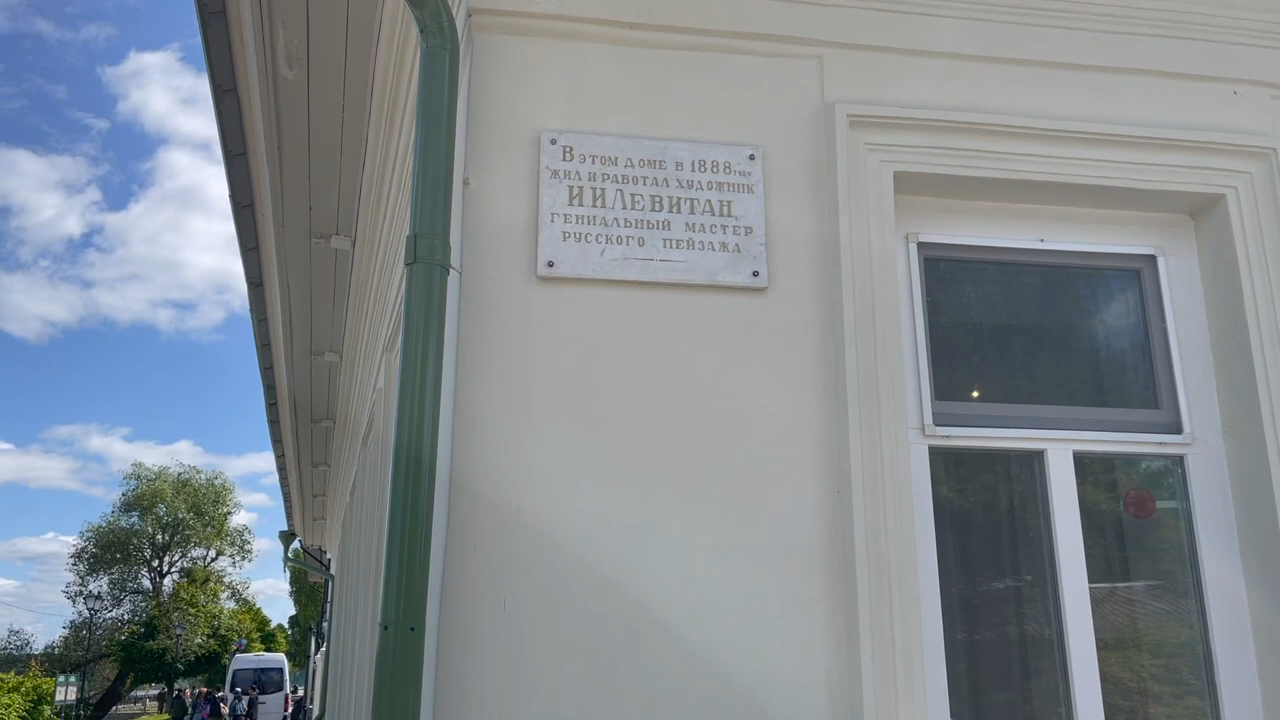 В ЭТОМ ДОМЕ В 1888 году
ЖИЛ И РАБОТАЛ ХУДОЖНИК
И.И.ЛЕВИТАН,
ГЕНИАЛЬНЫЙ МАСТЕР
РУССКОГО ПЕЙЗАЖА